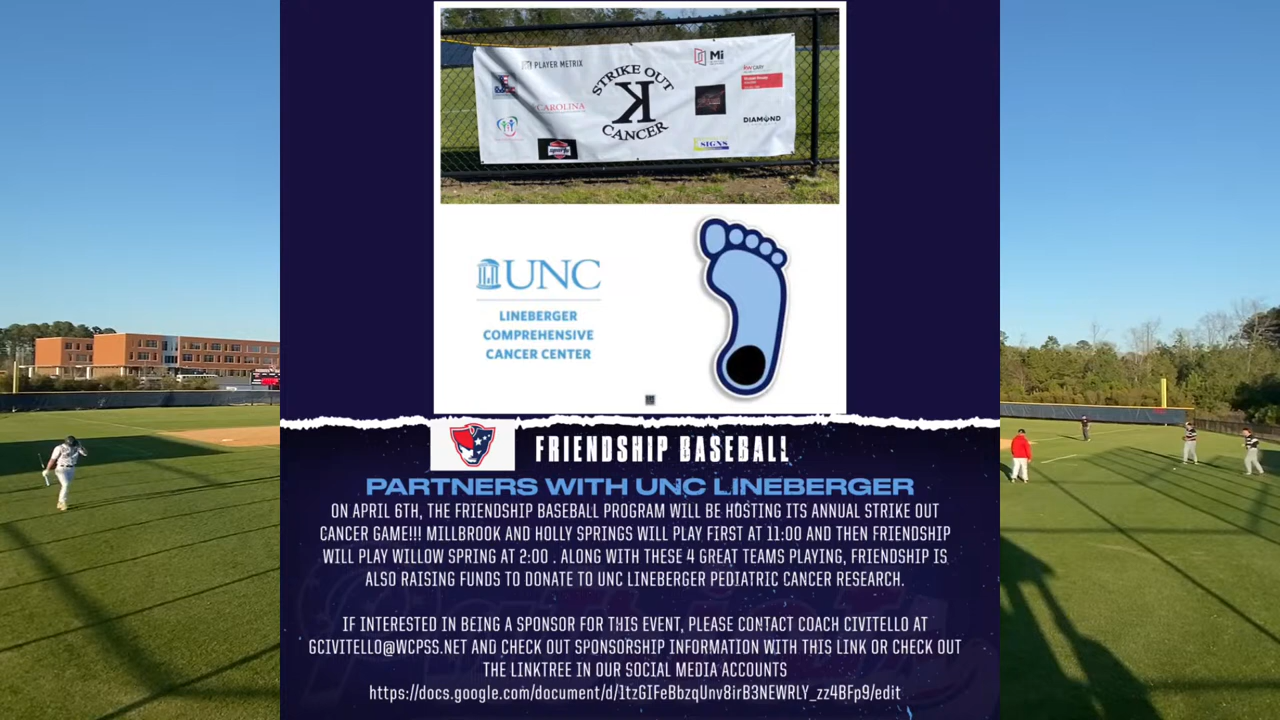 PLAYER METRIX
STRIKE OUT
K
CANCER
Mi
CAROLINA
DIAMOND
SIGNS
UNC
LINEBERGER
COMPREHENSIVE
CANCER CENTER
FRIENDSHIP BASEBALL
PARTNERS WITH UNC LINEBERGER
ON APRIL 6TH, THE FRIENDSHIP BASEBALL PROGRAM WILL BE HOSTING ITS ANNUAL STRIKE OUT
CANCER GAME!!! MILLBROOK AND HOLLY SPRINGS WILL PLAY FIRST AT 11:00 AND THEN FRIENDSHIP
WILL PLAY WILLOW SPRING AT 2:00 . ALONG WITH THESE 4 GREAT TEAMS PLAYING, FRIENDSHIP IS
ALSO RAISING FUNDS TO DONATE TO UNC LINEBERGER PEDIATRIC CANCER RESEARCH.
IF INTERESTED IN BEING A SPONSOR FOR THIS EVENT, PLEASE CONTACT COACH CIVITELLO AT
GCIVITELLO@WCPSS.NET AND CHECK OUT SPONSORSHIP INFORMATION WITH THIS LINK OR CHECK OUT
THE LINKTREE IN OUR SOCIAL MEDIA ACCOUNTS
https://docs.google.com/document/d/1tzGIFeBbzqUnv8irB3NEWRLY_zz4BFp9/edit